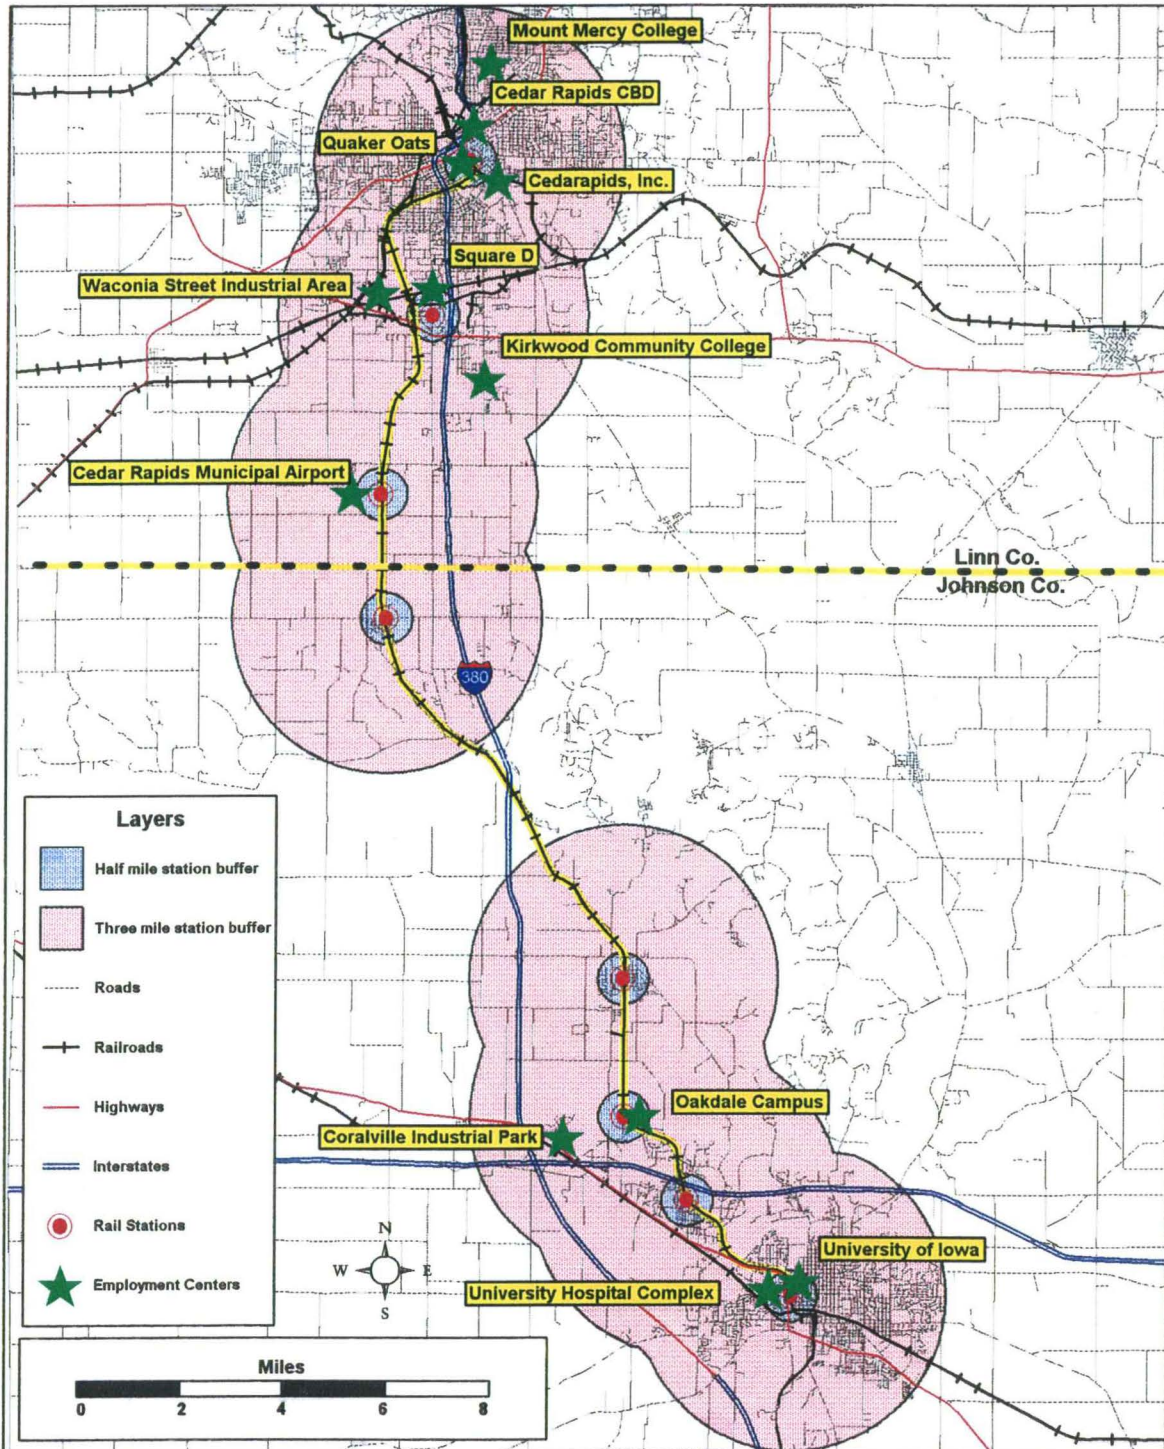 Mount Mercy College
Cedar Rapids CBD
Quaker Oats
Cedarapids, Inc.
Square D
Waconia Street Industrial Area
Kirkwood Community College
Cedar Rapids Municipal Airport
Linn Co.
Johnson Co.
380
Layers
Half mile station buffer
Three mile station buffer
Roads
Railroads
Highways
Interstates
Rail Stations
Employment Centers
Oakdale Campus
Coralville Industrial Park
N
W E
S
University of Iowa
University Hospital Complex
Miles
0 2 4 6 8